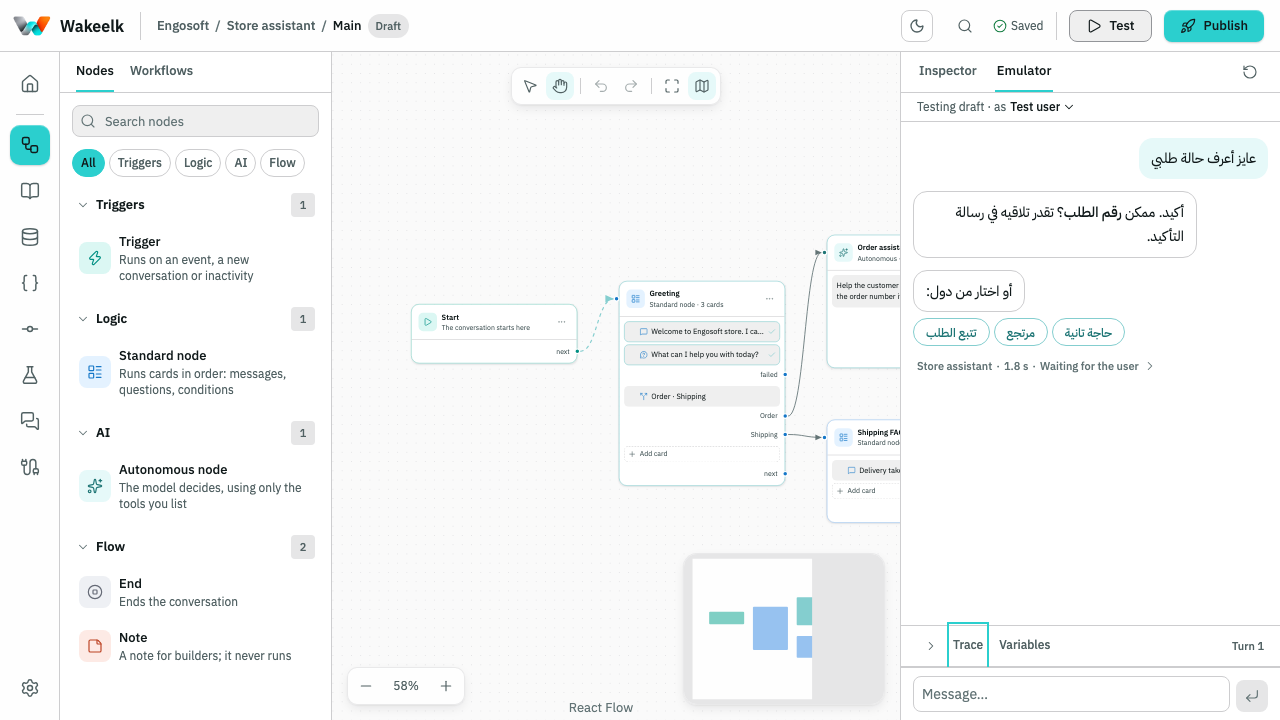 Wakeelk
Engosoft / Store assistant / Main
Draft
Saved
Test
Publish
Nodes
Workflows
Search nodes
All
Triggers
Logic
AI
Flow
Triggers
1
Trigger
Runs on an event, a new
conversation or inactivity
Logic
1
Standard node
Runs cards in order: messages,
questions, conditions
AI
1
Autonomous node
The model decides, using only the
tools you list
Flow
2
End
Ends the conversation
Note
A note for builders; it never runs
Start
The conversation starts here
next
Greeting
Standard node · 3 cards
Welcome to Engosoft store. I ca...
What can I help you with today?
failed
Order · Shipping
Order
Shipping
Add card
next
Order assist
Autonomous
Help the customer
the order number i
Shipping FA
Standard nod
Delivery take
Add card
58%
React Flow
Inspector
Emulator
Testing draft · as Test user
عايز أعرف حالة طلبي
أكيد. ممكن رقم الطلب؟ تقدر تلاقيه في رسالة
التأكيد.
أو اختار من دول:
تتبع الطلب
مرتجع
حاجة تانية
Store assistant · 1.8 s · Waiting for the user
Trace
Variables
Turn 1
Message...